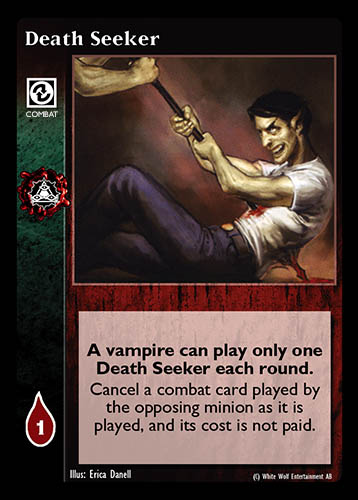 Death Seeker
COMBAT
A vampire can play only one
Death Seeker each round.
Cancel a combat card played by
the opposing minion as it is
played, and its cost is not paid.
1
Illus: Erica Danell
(C) White Wolf Entertainment AB